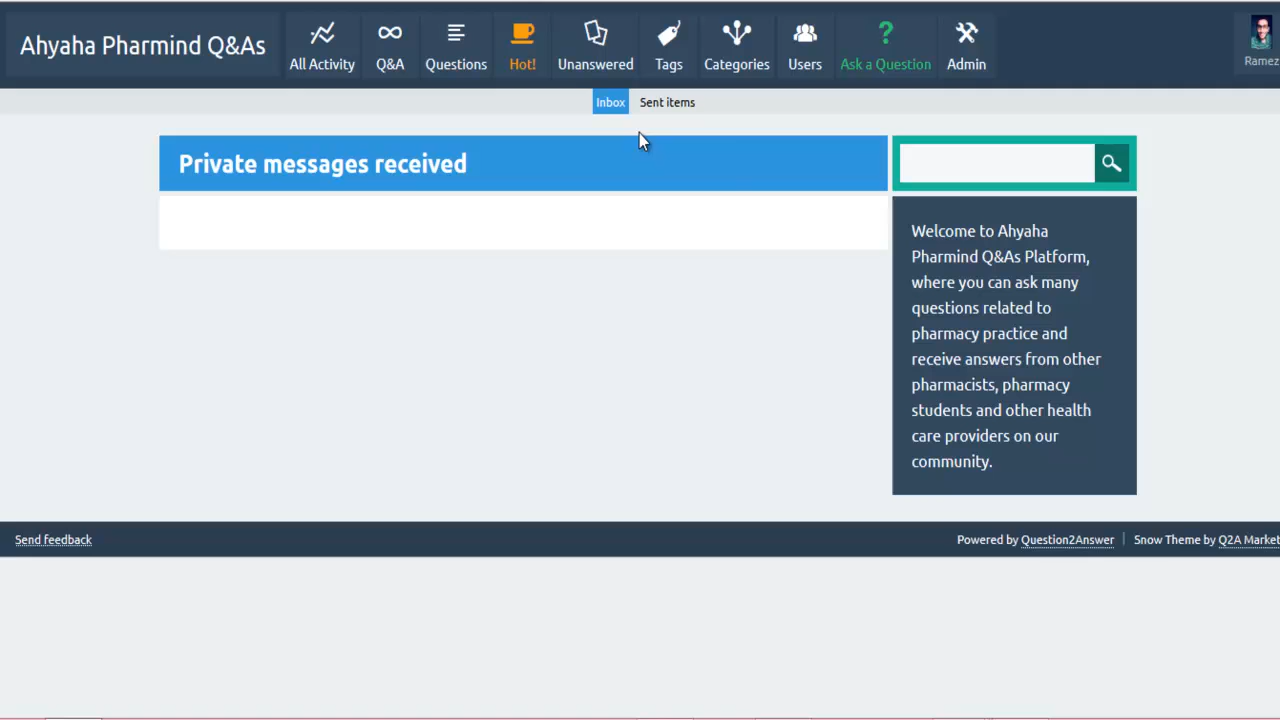 Ahyaha Pharmind Q&As
All Activity
Q&A
Questions
Hot!
Unanswered
Tags
Categories
Users
Ask a Question
Admin
Ramez
Inbox
Sent items
Private messages received
Welcome to Ahyaha
Pharmind Q&As Platform,
where you can ask many
questions related to
pharmacy practice and
receive answers from other
pharmacists, pharmacy
students and other health
care providers on our
community.
Send feedback
Powered by Question2Answer
Snow Theme by Q2A Market